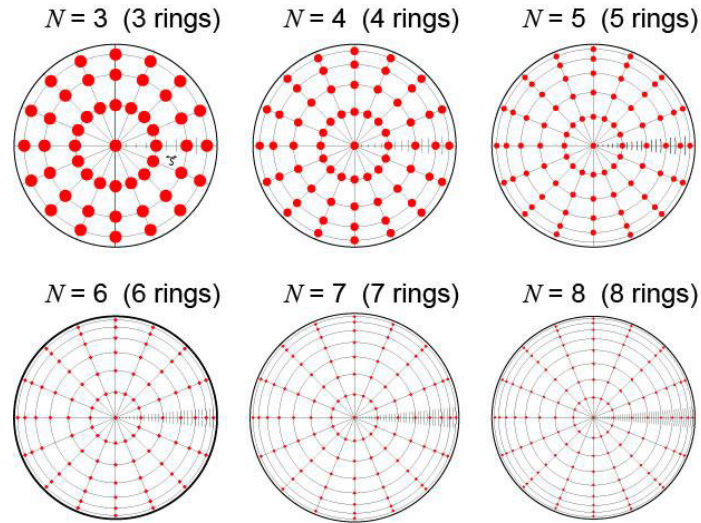 N = 3 (3 rings)
N = 4 (4 rings)
N = 5 (5 rings)
N = 6 (6 rings)
N = 7 (7 rings)
N = 8 (8 rings)